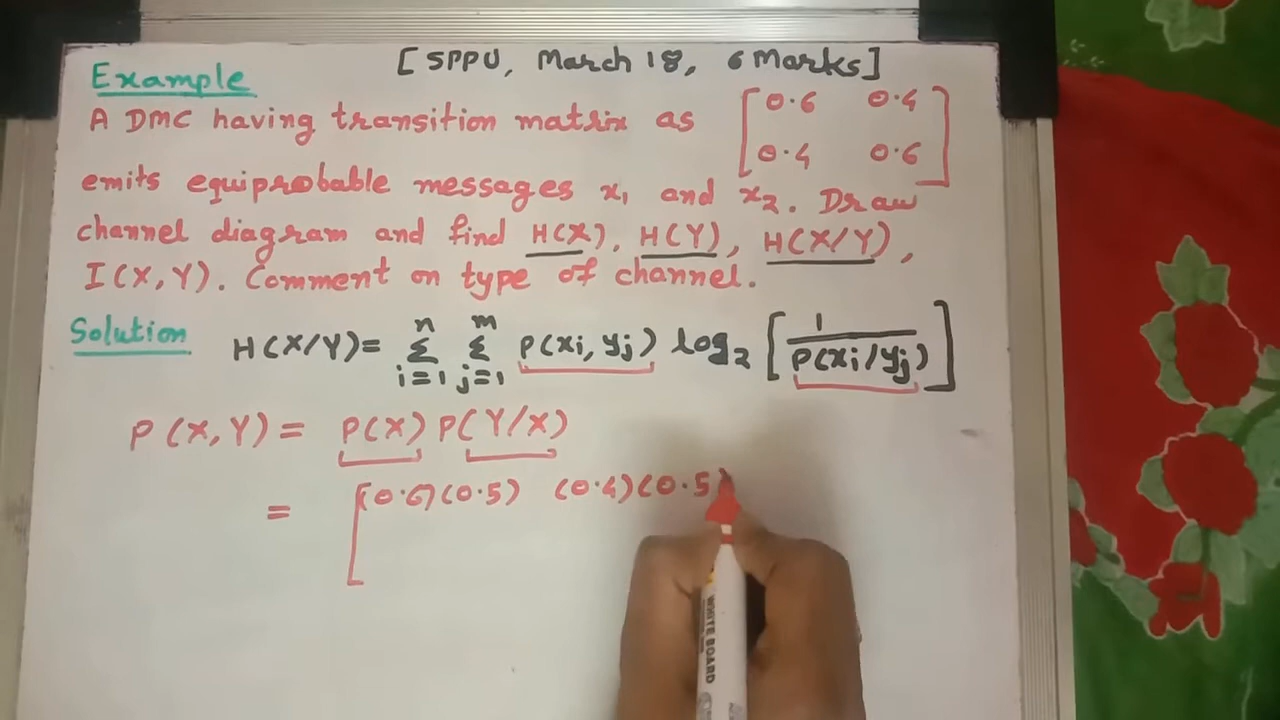 [SPPU, March 18, 6 Marks]
Example
A DMC having transition matrix as [0.6 0.4
0.4 0.6]
emits equiprobable messages x₁ and x₂. Draw
channel diagram and find H(X), H(Y), H(X/Y),
I(X,Y). Comment on type of channel.
Solution
H(X/Y)= n∑i=1 m∑j=1 P(xi, yj) log₂ [1/P(xi/yj)]
P(X,Y)= P(X) P(Y/X)
= [(0.6)(0.5) (0.4)(0.5)
WHITE BOARD